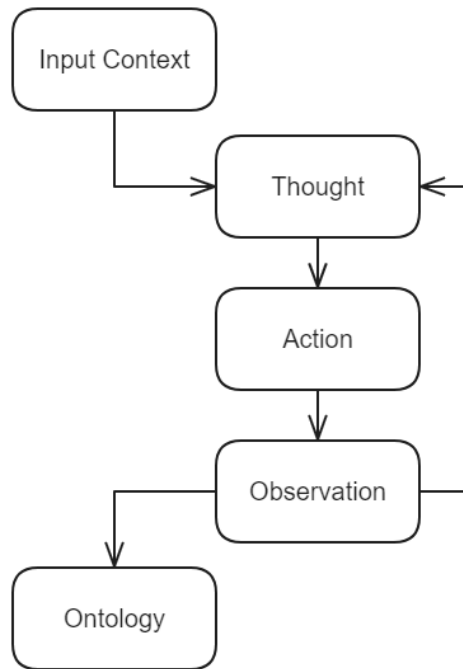 Input Context
Thought
Action
Observation
Ontology